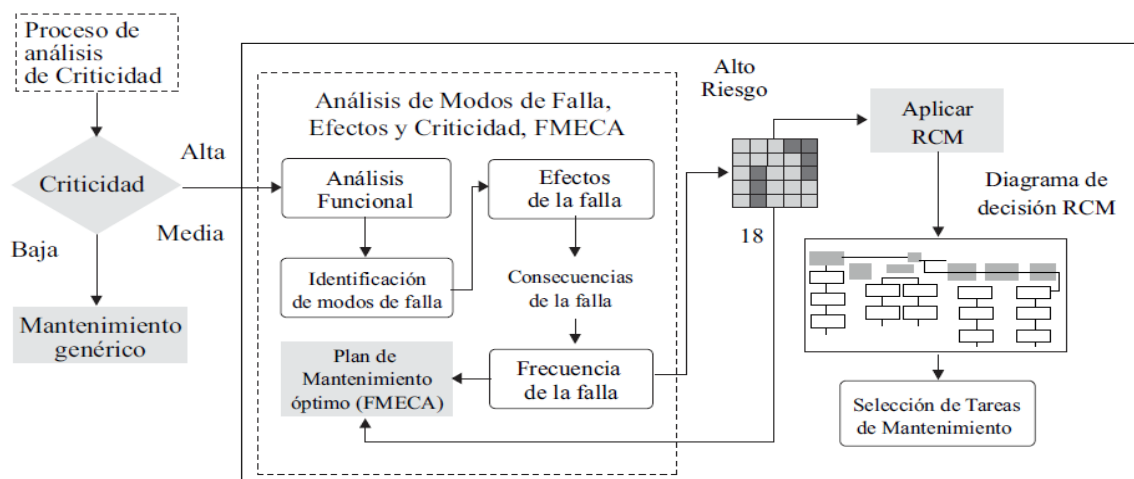 Proceso de
análisis
de Criticidad
Criticidad
Alta
Media
Baja
Mantenimiento
genérico
Análisis de Modos de Falla,
Efectos y Criticidad, FMECA
Análisis
Funcional
Identificación
de modos de falla
Efectos
de la falla
Consecuencias
de la falla
Frecuencia
de la falla
Plan de
Mantenimiento
óptimo (FMECA)
Alto
Riesgo
18
Aplicar
RCM
Diagrama de
decisión RCM
Selección de Tareas
de Mantenimiento